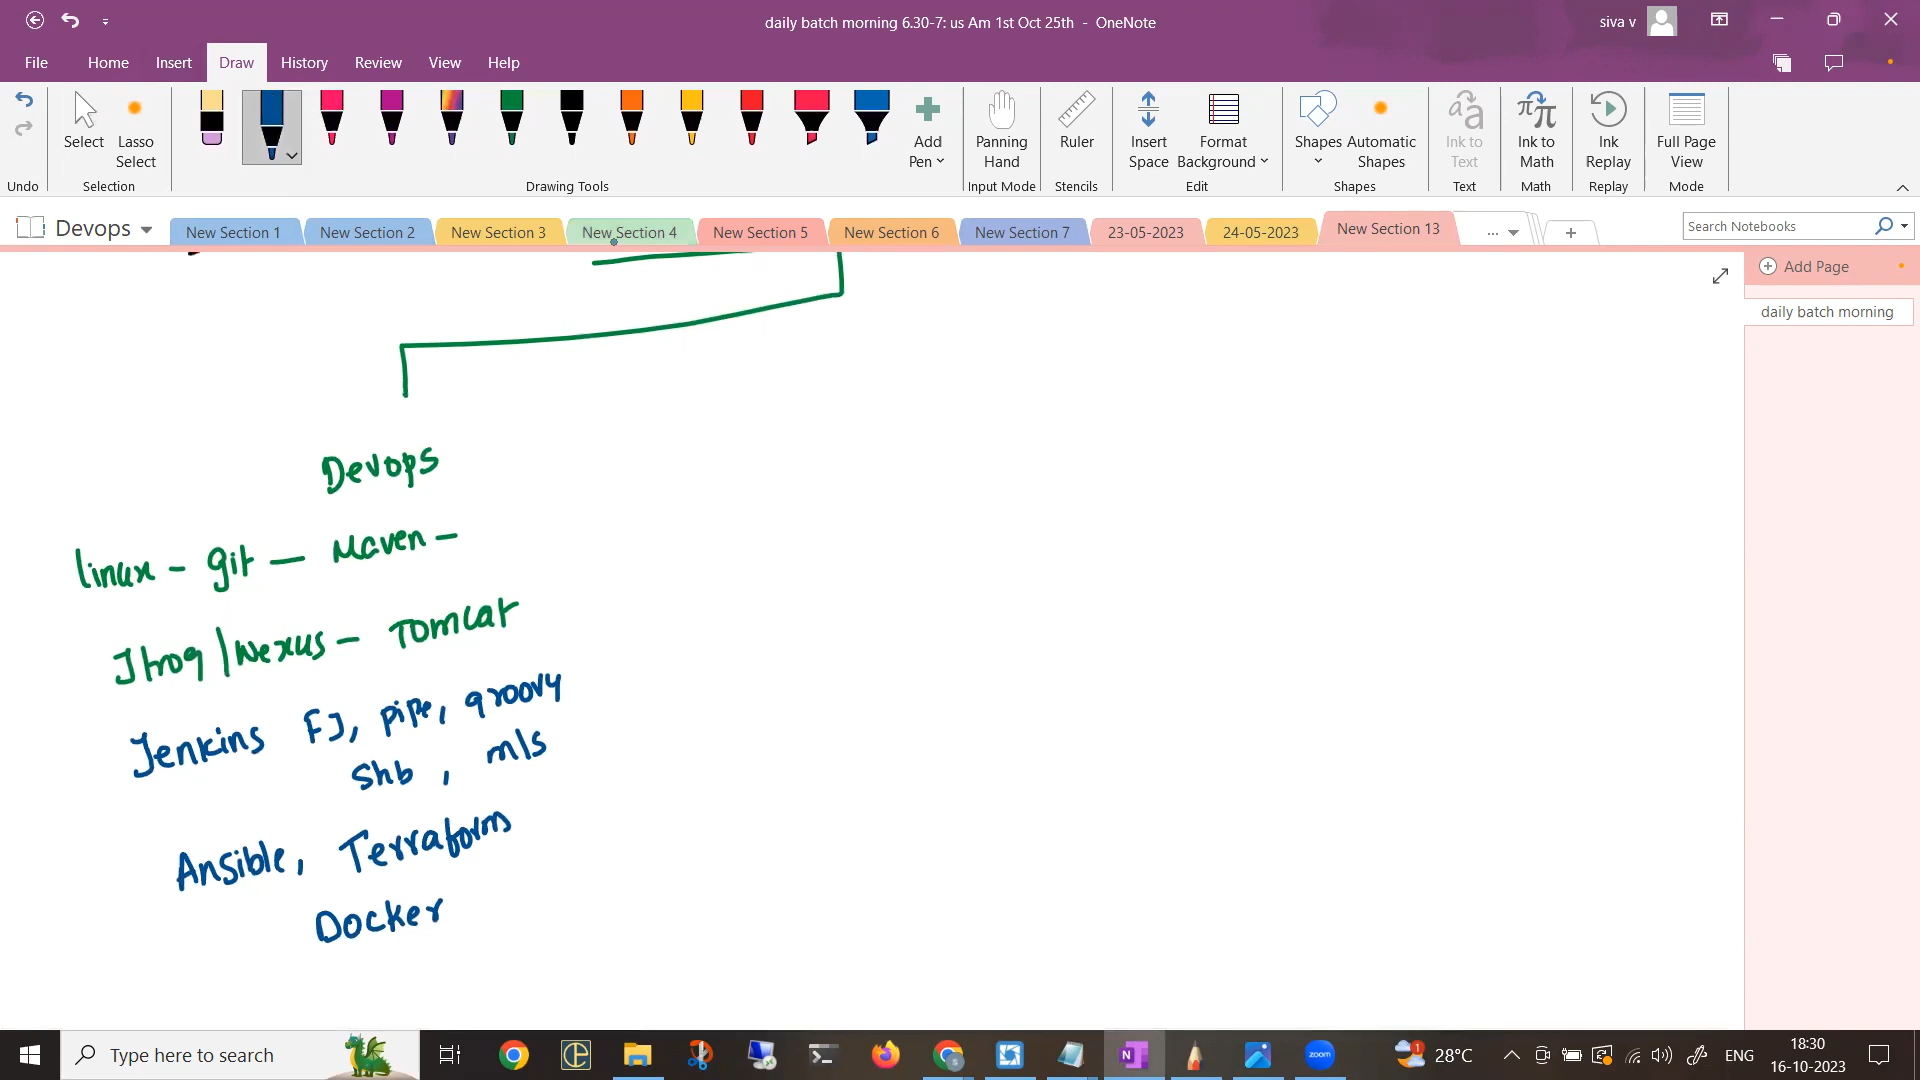 daily batch morning 6.30-7: us Am 1st Oct 25th - OneNote
siva v
File Home Insert Draw History Review View Help
Undo
Select
Lasso Select
Selection
Drawing Tools
Add Pen
Panning Hand
Input Mode
Ruler
Stencils
Insert Space
Format Background
Edit
Shapes
Automatic Shapes
Shapes
Ink to Text
Text
Ink to Math
Math
Ink Replay
Replay
Full Page View
Mode
Devops
New Section 1 New Section 2 New Section 3 New Section 4 New Section 5 New Section 6 New Section 7 23-05-2023 24-05-2023 New Section 13 ...
Search Notebooks
Add Page
daily batch morning
Devops
linux - git - Maven -
Jfrog | Nexus - Tomcat
Jenkins FJ, pipe, groovy
Shb , mls
Ansible, Terraforms
Docker
Type here to search
zoom
1
28°C
ENG
18:30
16-10-2023